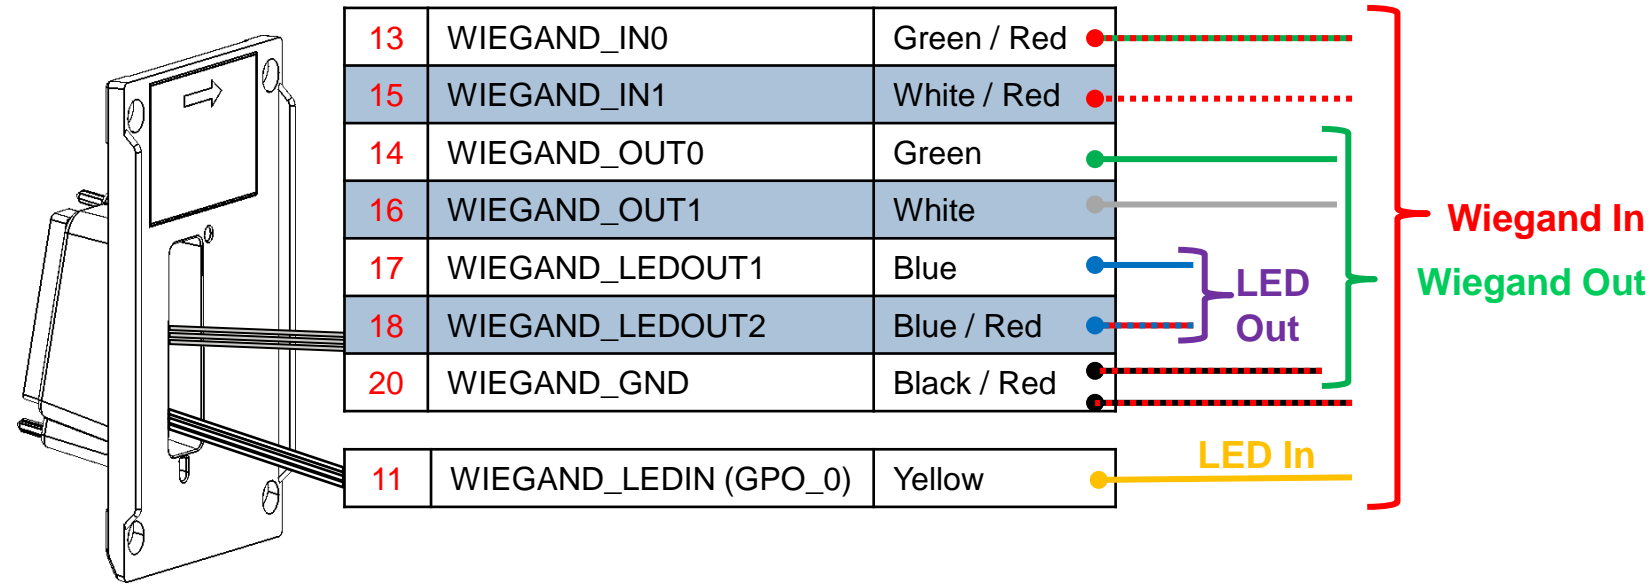 13 WIEGAND_IN0 Green / Red
15 WIEGAND_IN1 White / Red
14 WIEGAND_OUT0 Green
16 WIEGAND_OUT1 White
17 WIEGAND_LEDOUT1 Blue
18 WIEGAND_LEDOUT2 Blue / Red
20 WIEGAND_GND Black / Red
11 WIEGAND_LEDIN (GPO_0) Yellow
LED
Out
LED In
Wiegand In
Wiegand Out